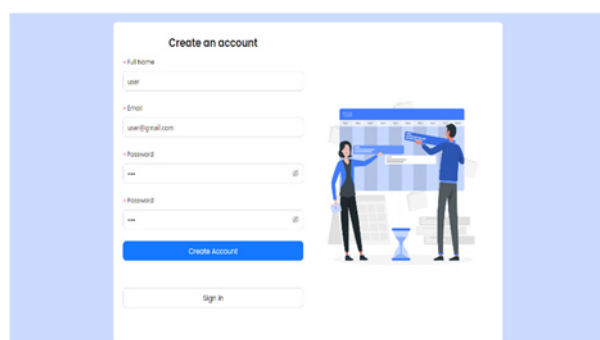 Create an account
* Full Name
user
* Email
user@gmail.com
* Password
•••
* Password
•••
Create Account
Sign in